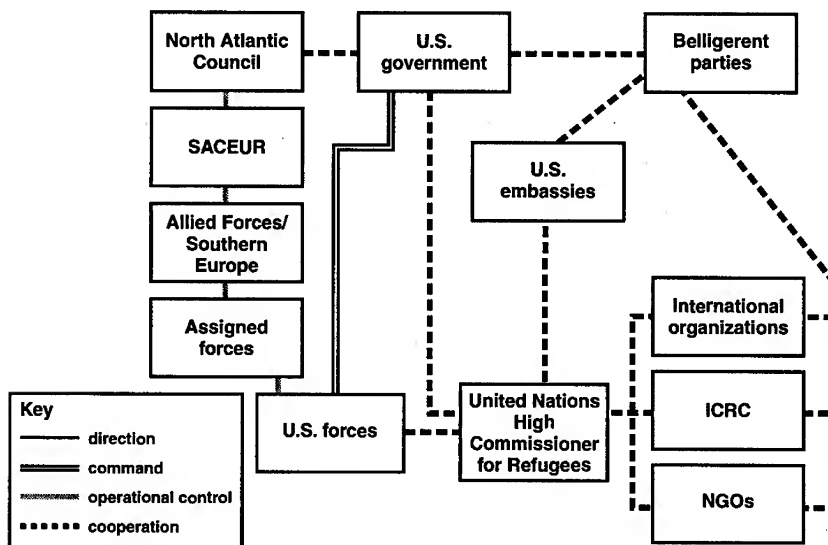 North Atlantic
Council
U.S.
government
Belligerent
parties
SACEUR
U.S.
embassies
Allied Forces/
Southern
Europe
Assigned
forces
International
organizations
U.S. forces
United Nations
High
Commissioner
for Refugees
ICRC
NGOs
Key
direction
command
operational control
cooperation